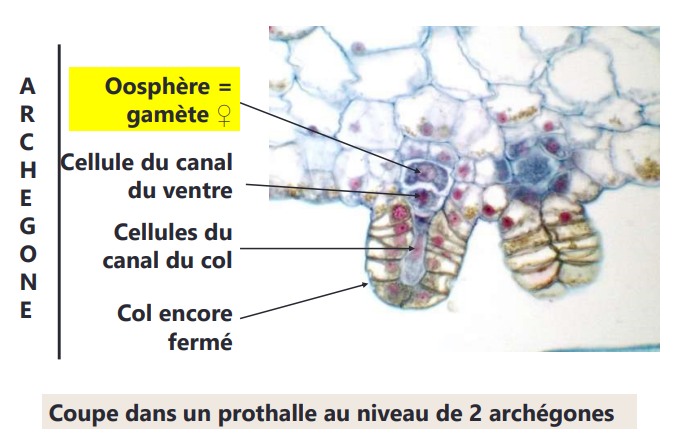 ARCHEGONE
Oosphère =
gamète ♀
Cellule du canal
du ventre
Cellules du
canal du col
Col encore
fermé
Coupe dans un prothalle au niveau de 2 archégones